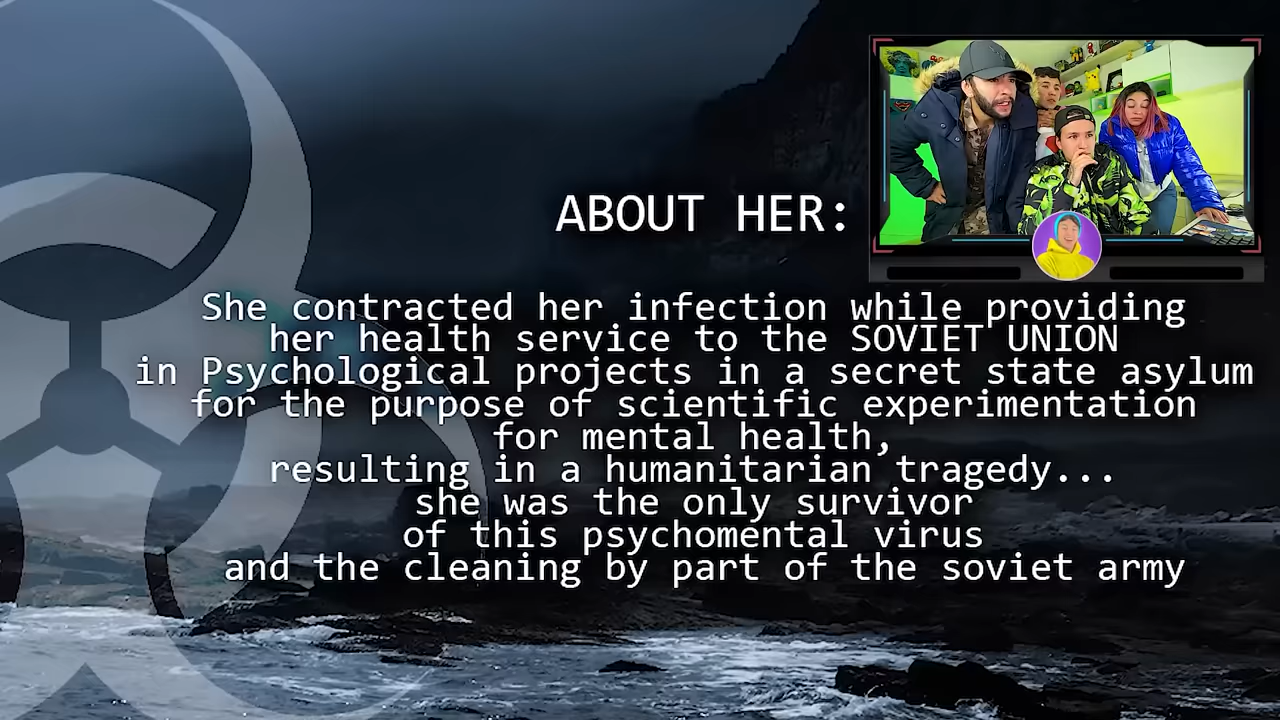 ABOUT HER:
She contracted her infection while providing
her health service to the SOVIET UNION
in Psychological projects in a secret state asylum
for the purpose of scientific experimentation
for mental health,
resulting in a humanitarian tragedy...
she was the only survivor
of this psychomental virus
and the cleaning by part of the soviet army